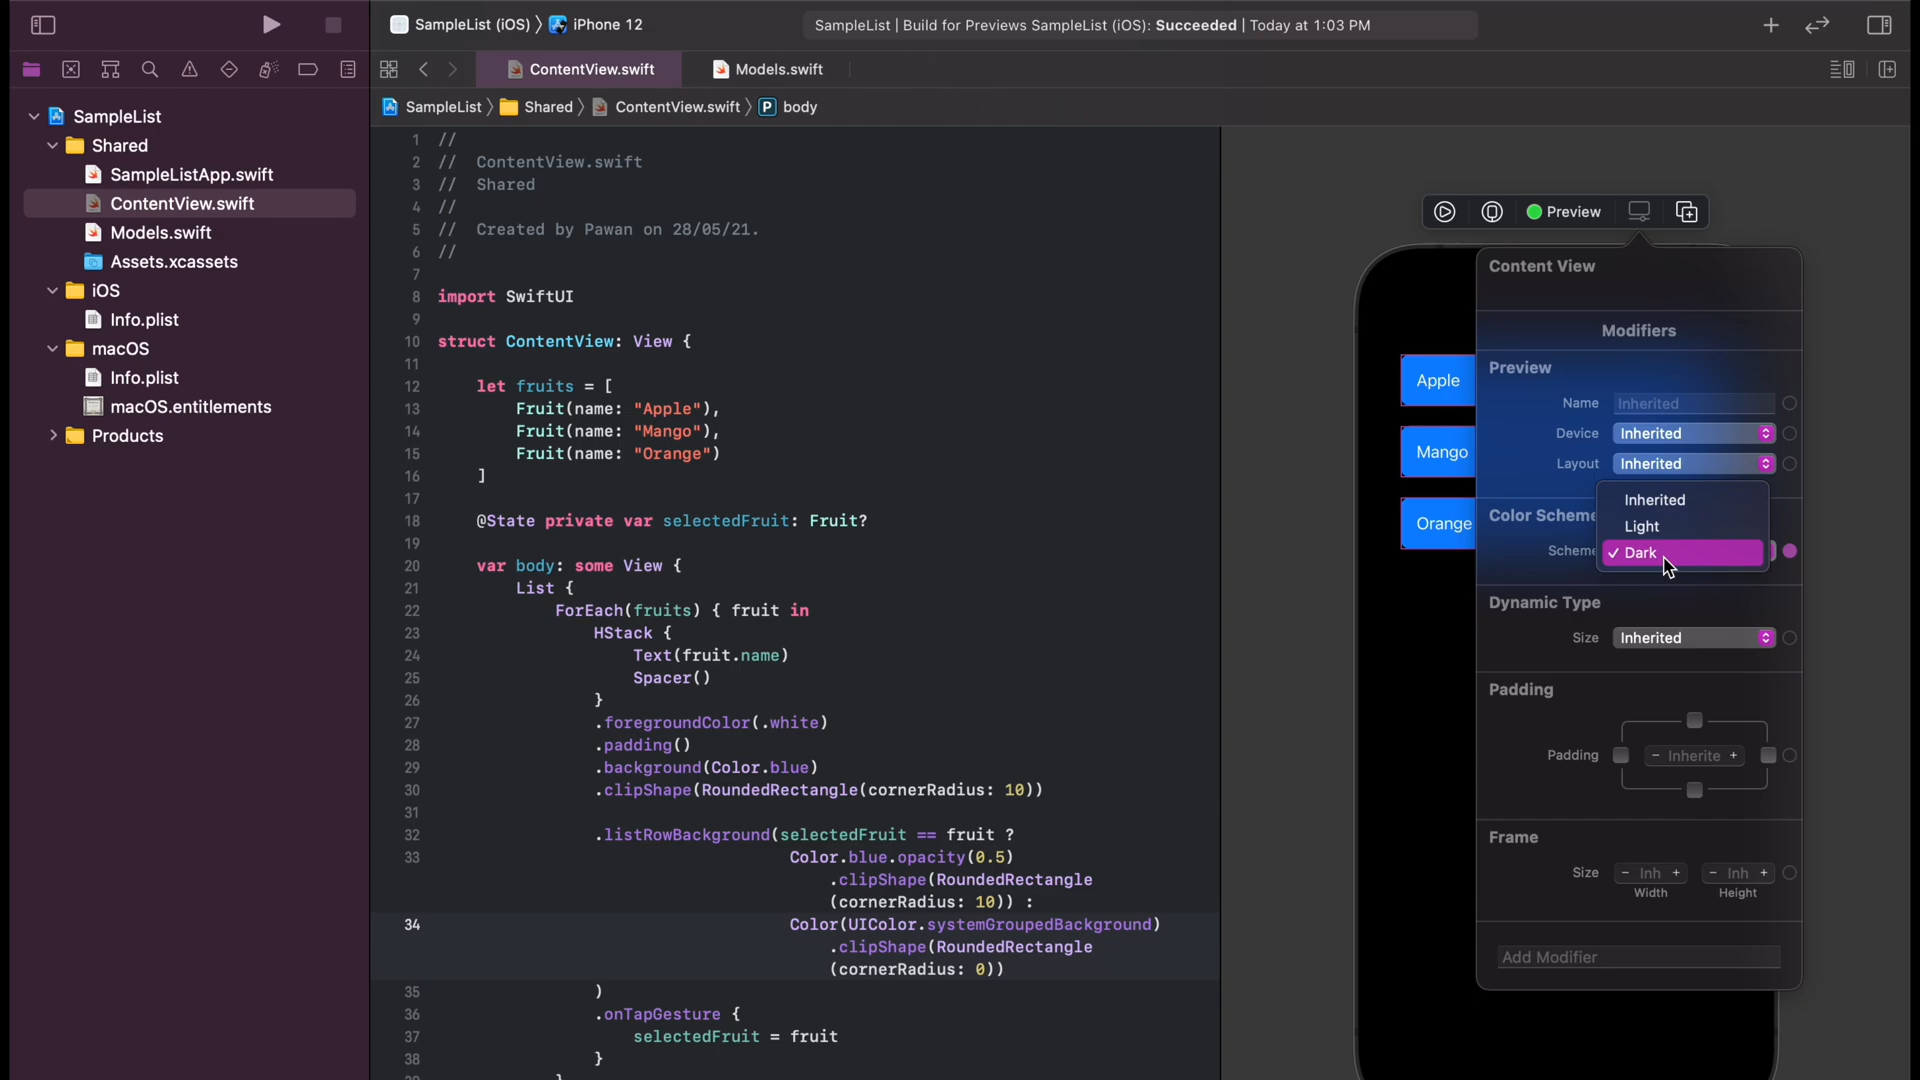 SampleList (iOS) 〉 iPhone 12
SampleList | Build for Previews SampleList (iOS): Succeeded | Today at 1:03 PM
ContentView.swift
Models.swift
SampleList 〉 Shared 〉 ContentView.swift 〉 P body
SampleList
Shared
SampleListApp.swift
ContentView.swift
Models.swift
Assets.xcassets
iOS
Info.plist
macOS
Info.plist
macOS.entitlements
Products
1 //
2 // ContentView.swift
3 // Shared
4 //
5 // Created by Pawan on 28/05/21.
6 //
7
8 import SwiftUI
9
10 struct ContentView: View {
11
12 let fruits = [
13 Fruit(name: "Apple"),
14 Fruit(name: "Mango"),
15 Fruit(name: "Orange")
16 ]
17
18 @State private var selectedFruit: Fruit?
19
20 var body: some View {
21 List {
22 ForEach(fruits) { fruit in
23 HStack {
24 Text(fruit.name)
25 Spacer()
26 }
27 .foregroundColor(.white)
28 .padding()
29 .background(Color.blue)
30 .clipShape(RoundedRectangle(cornerRadius: 10))
31
32 .listRowBackground(selectedFruit == fruit ?
33 Color.blue.opacity(0.5)
.clipShape(RoundedRectangle
(cornerRadius: 10)) :
34 Color(UIColor.systemGroupedBackground)
.clipShape(RoundedRectangle
(cornerRadius: 0))
35 )
36 .onTapGesture {
37 selectedFruit = fruit
38 }
Preview
Apple
Mango
Orange
Content View
Modifiers
Preview
Name Inherited
Device Inherited
Layout Inherited
Color Scheme
Scheme
Inherited
Light
✓ Dark
Dynamic Type
Size Inherited
Padding
Padding − Inherite +
Frame
Size − Inh + − Inh +
Width Height
Add Modifier